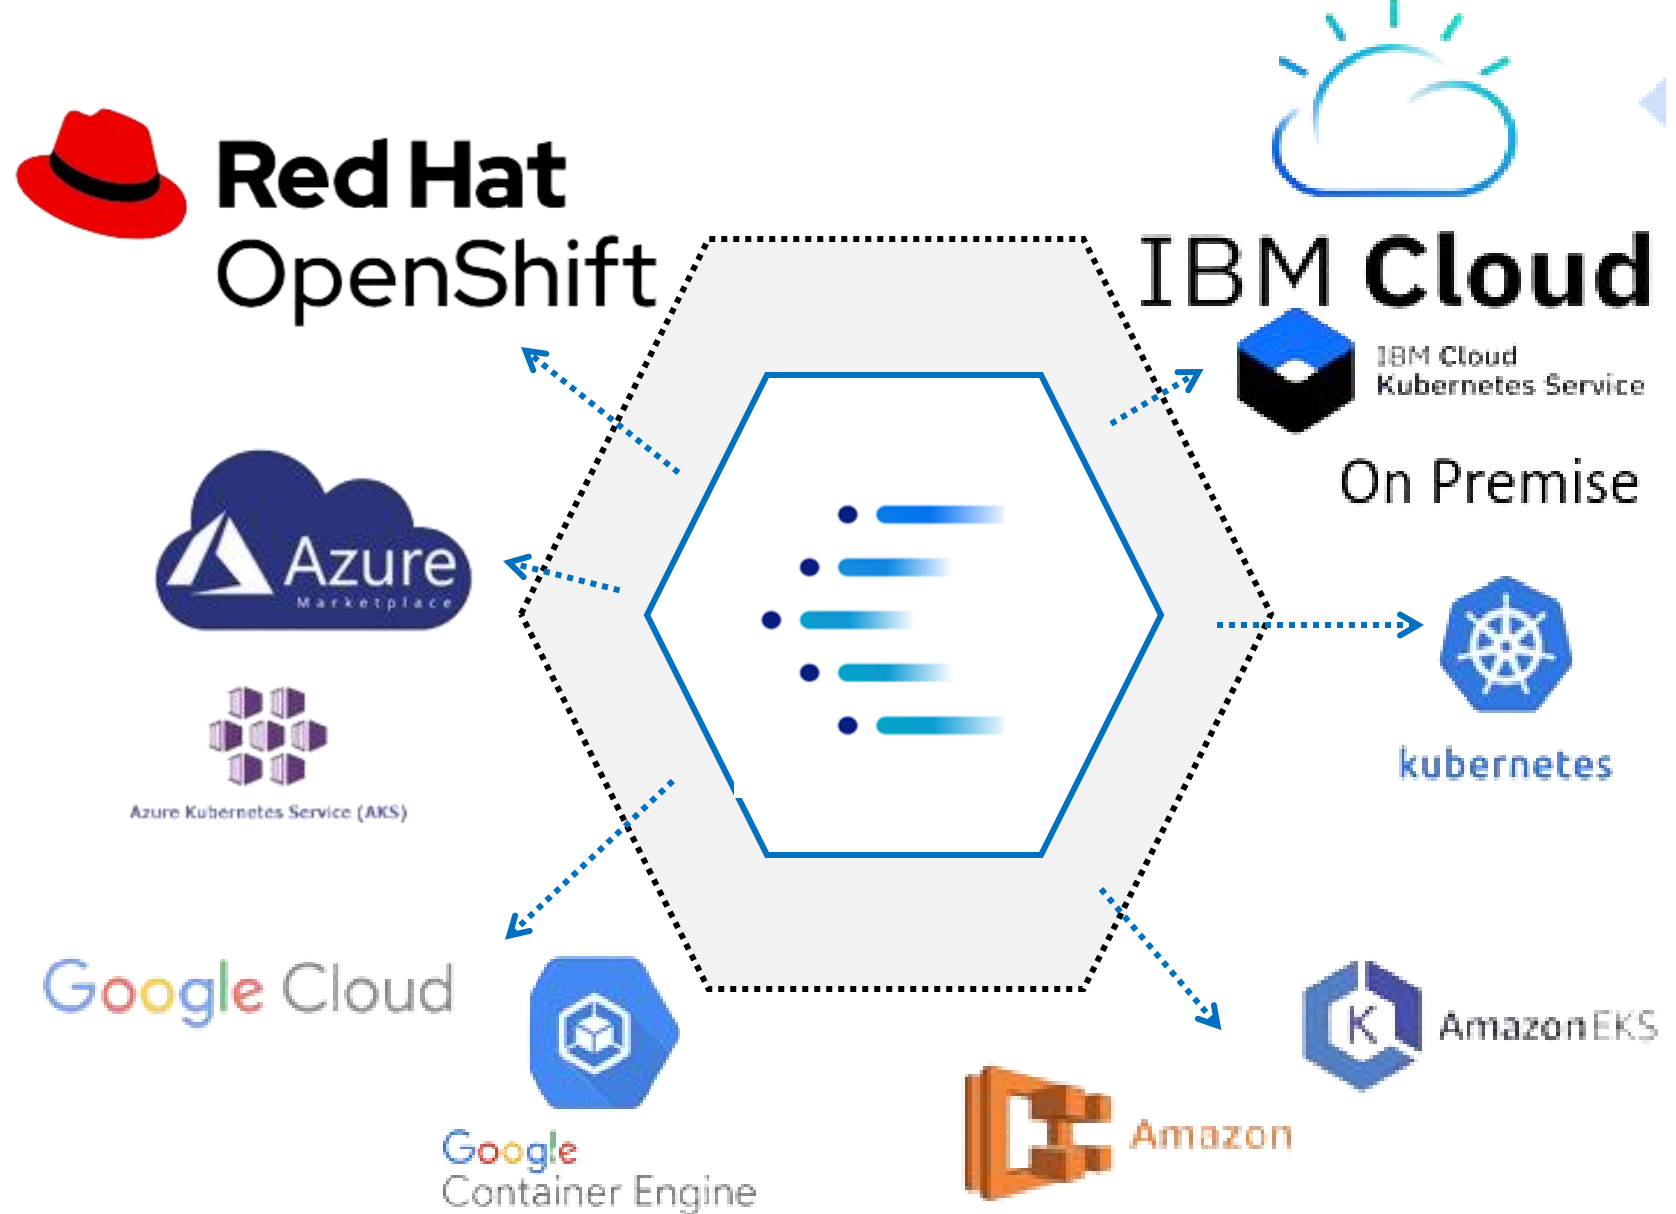 Red Hat
OpenShift
IBM Cloud
IBM Cloud
Kubernetes Service
On Premise
Azure
Marketplace
kubernetes
Azure Kubernetes Service (AKS)
Google Cloud
K
Amazon EKS
Amazon
Google
Container Engine